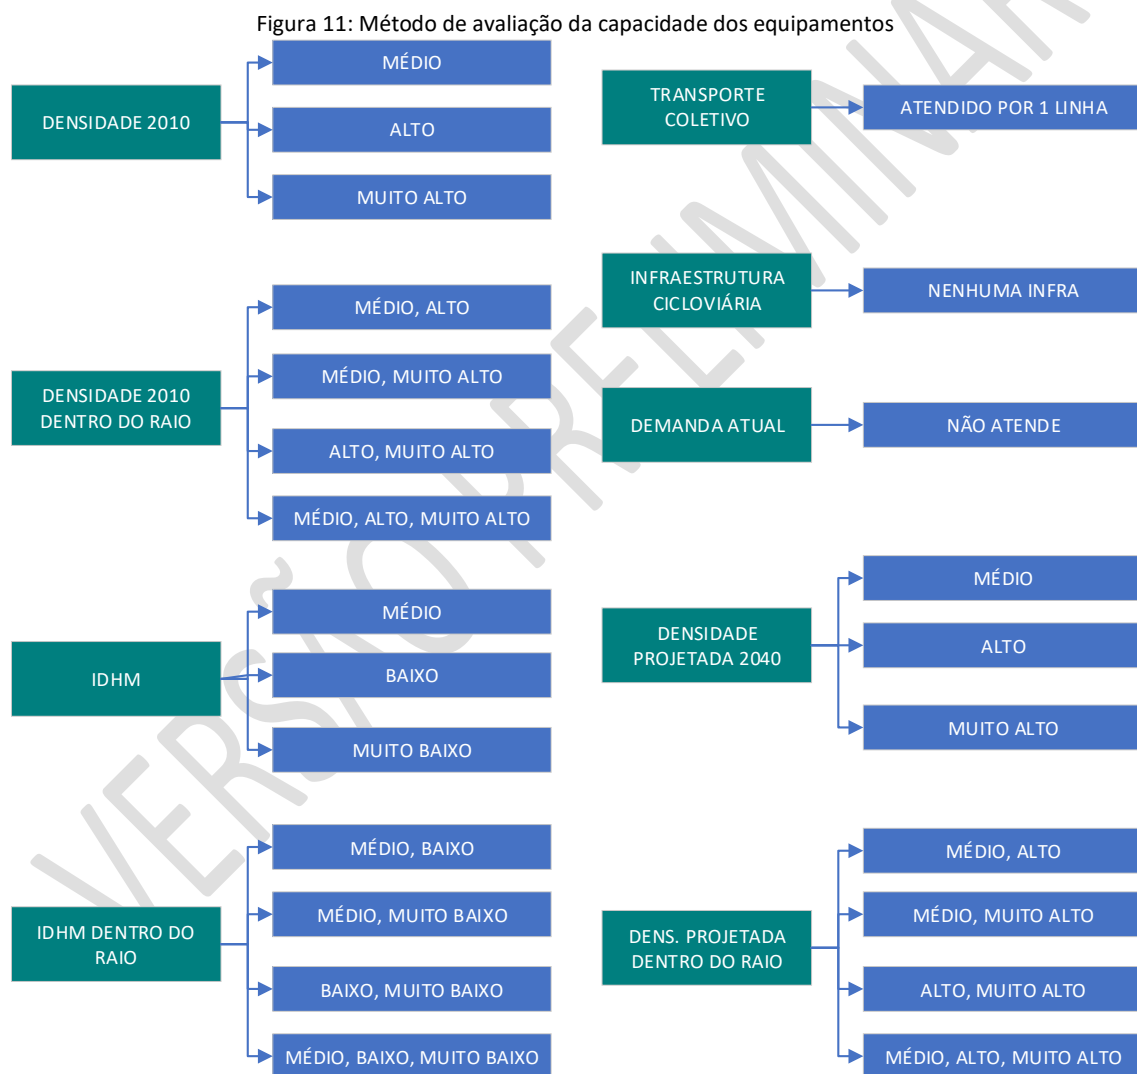 Figura 11: Método de avaliação da capacidade dos equipamentos
DENSIDADE 2010
MÉDIO
ALTO
MUITO ALTO
DENSIDADE 2010
DENTRO DO RAIO
MÉDIO, ALTO
MÉDIO, MUITO ALTO
ALTO, MUITO ALTO
MÉDIO, ALTO, MUITO ALTO
IDHM
MÉDIO
BAIXO
MUITO BAIXO
IDHM DENTRO DO
RAIO
MÉDIO, BAIXO
MÉDIO, MUITO BAIXO
BAIXO, MUITO BAIXO
MÉDIO, BAIXO, MUITO BAIXO
TRANSPORTE
COLETIVO
ATENDIDO POR 1 LINHA
INFRAESTRUTURA
CICLOVIÁRIA
NENHUMA INFRA
DEMANDA ATUAL
NÃO ATENDE
DENSIDADE
PROJETADA 2040
MÉDIO
ALTO
MUITO ALTO
DENS. PROJETADA
DENTRO DO RAIO
MÉDIO, ALTO
MÉDIO, MUITO ALTO
ALTO, MUITO ALTO
MÉDIO, ALTO, MUITO ALTO
VERSÃO PRELIMINAR